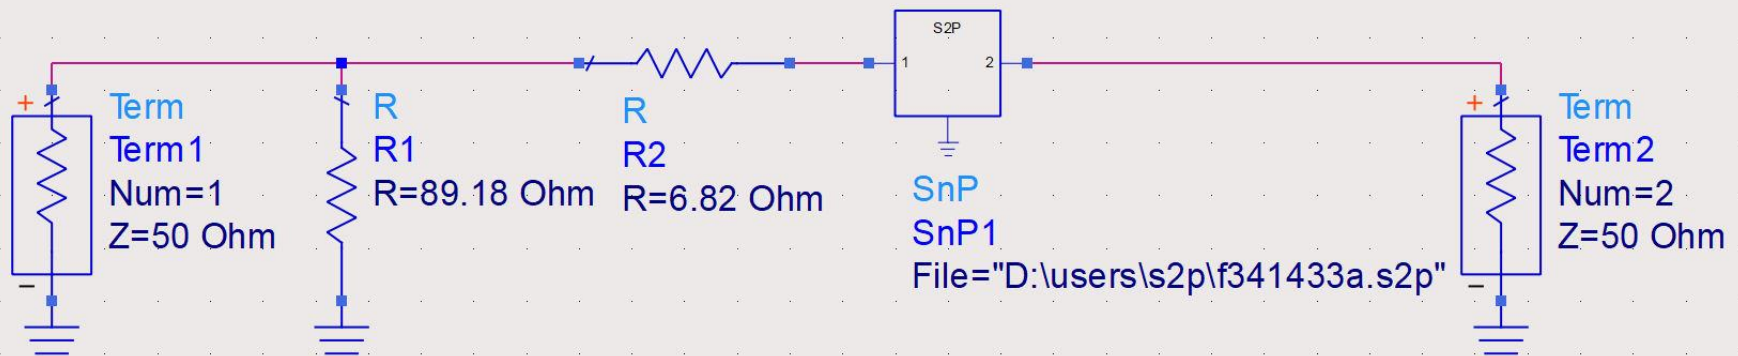 S2P
1
2
+
Term
Term1
Num=1
Z=50 Ohm
-
R
R1
R=89.18 Ohm
R
R2
R=6.82 Ohm
SnP
SnP1
File="D:\users\s2p\f341433a.s2p"
+
Term
Term2
Num=2
Z=50 Ohm
-